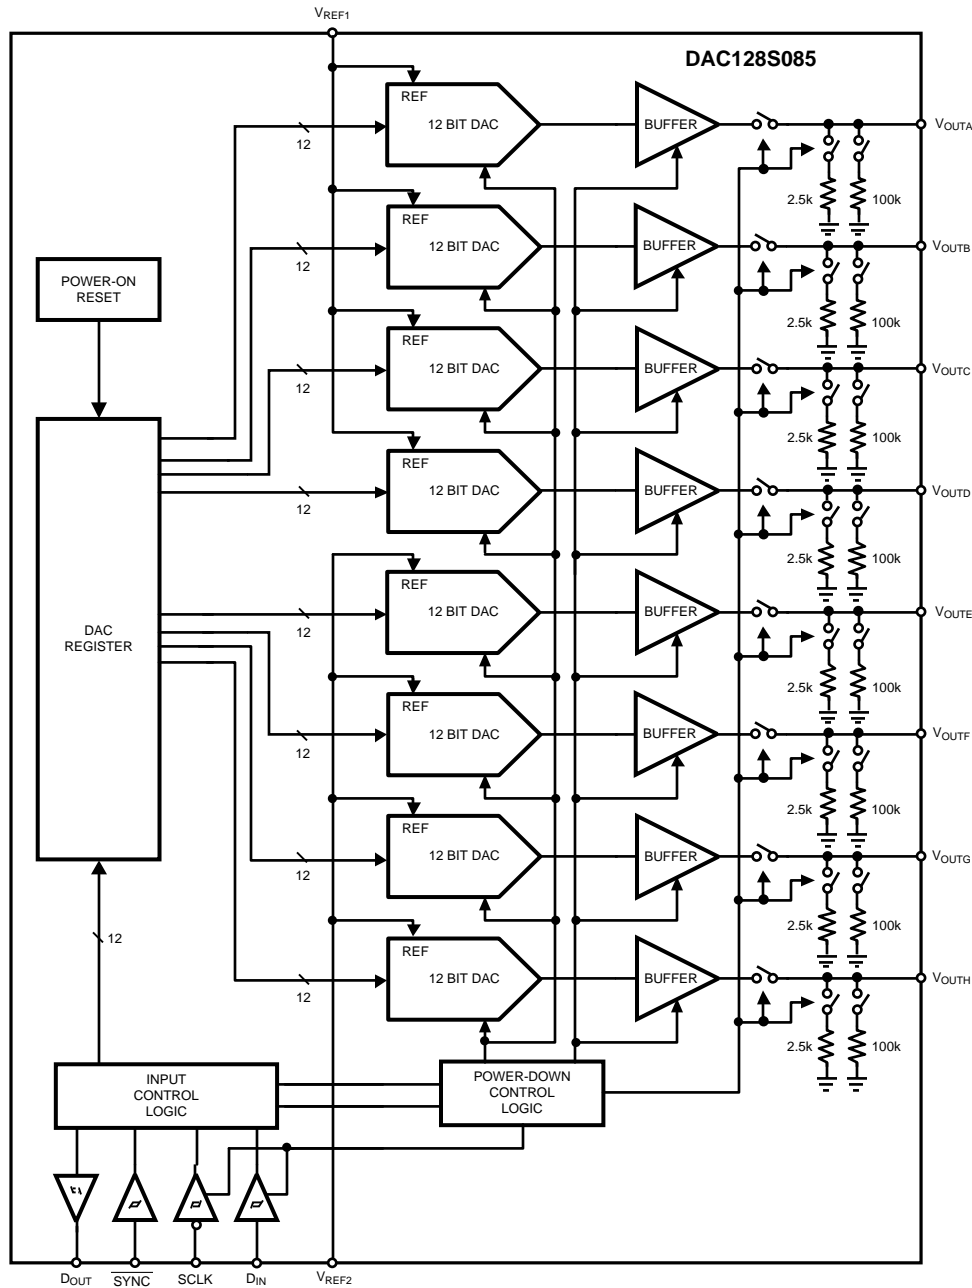 VREF1
DAC128S085
REF
12 BIT DAC
BUFFER
VOUTA
12
2.5k
100k
REF
12 BIT DAC
BUFFER
VOUTB
12
2.5k
100k
POWER-ON
RESET
REF
12 BIT DAC
BUFFER
VOUTC
12
2.5k
100k
REF
12 BIT DAC
BUFFER
VOUTD
12
2.5k
100k
REF
12 BIT DAC
BUFFER
VOUTE
12
2.5k
100k
DAC
REGISTER
REF
12 BIT DAC
BUFFER
VOUTF
12
2.5k
100k
REF
12 BIT DAC
BUFFER
VOUTG
12
2.5k
100k
12
REF
12 BIT DAC
BUFFER
VOUTH
12
2.5k
100k
INPUT
CONTROL
LOGIC
POWER-DOWN
CONTROL
LOGIC
DOUT
SYNC
SCLK
DIN
VREF2